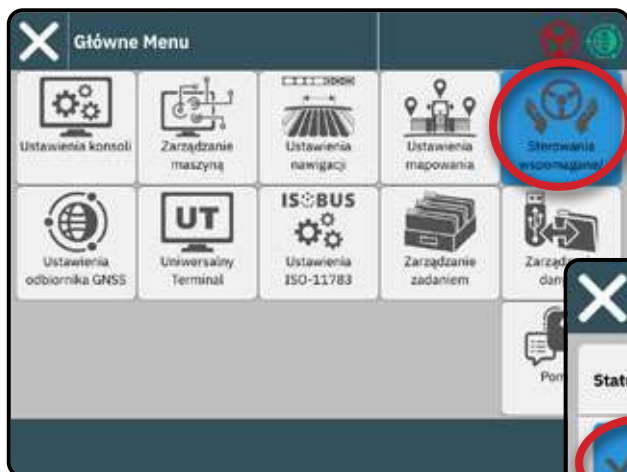 Główne Menu
Ustawienia konsoli
Zarządzanie
maszyną
Ustawienia
nawigacji
Ustawienia
mapowania
Sterowania
wspomagane/
Ustawienia
odbiornika GNSS
UT
Uniwersalny
Terminal
ISOBUS
Ustawienia
ISO-11783
Zarządzanie
zadaniem